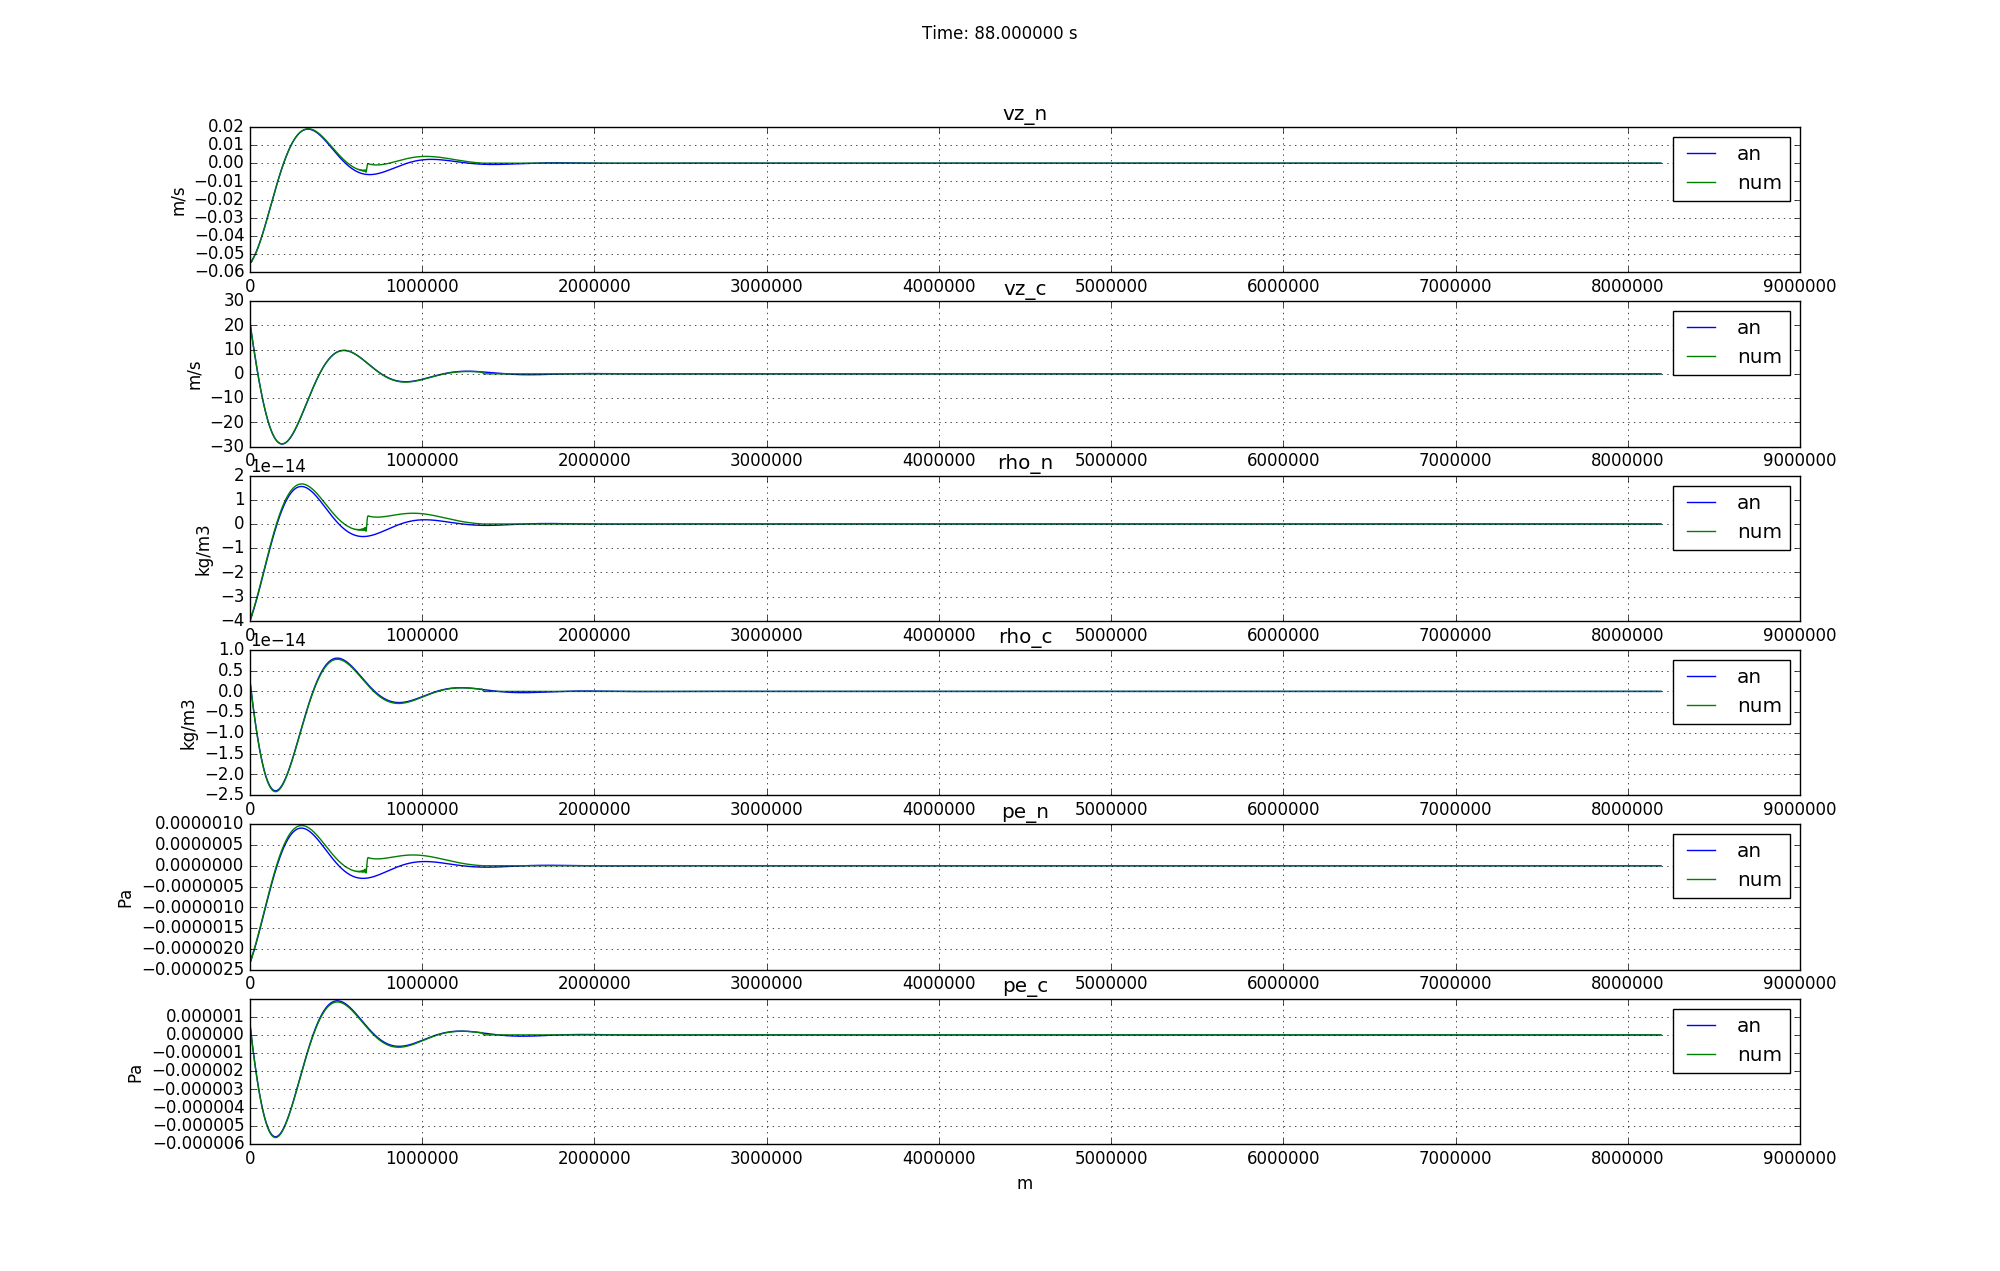 Time: 88.000000 s
vz_n
0.02
0.01
0.00
−0.01
−0.02
−0.03
−0.04
−0.05
−0.06
m/s
an
num
0 1000000 2000000 3000000 4000000 5000000 6000000 7000000 8000000 9000000
vz_c
30
20
10
0
−10
−20
−30
m/s
an
num
0 1000000 2000000 3000000 4000000 5000000 6000000 7000000 8000000 9000000
1e−14
rho_n
2
1
0
−1
−2
−3
−4
kg/m3
an
num
0 1000000 2000000 3000000 4000000 5000000 6000000 7000000 8000000 9000000
1e−14
rho_c
1.0
0.5
0.0
−0.5
−1.0
−1.5
−2.0
−2.5
kg/m3
an
num
0 1000000 2000000 3000000 4000000 5000000 6000000 7000000 8000000 9000000
pe_n
0.0000010
0.0000005
0.0000000
−0.0000005
−0.0000010
−0.0000015
−0.0000020
−0.0000025
Pa
an
num
0 1000000 2000000 3000000 4000000 5000000 6000000 7000000 8000000 9000000
pe_c
0.000001
0.000000
−0.000001
−0.000002
−0.000003
−0.000004
−0.000005
−0.000006
Pa
an
num
0 1000000 2000000 3000000 4000000 5000000 6000000 7000000 8000000 9000000
m